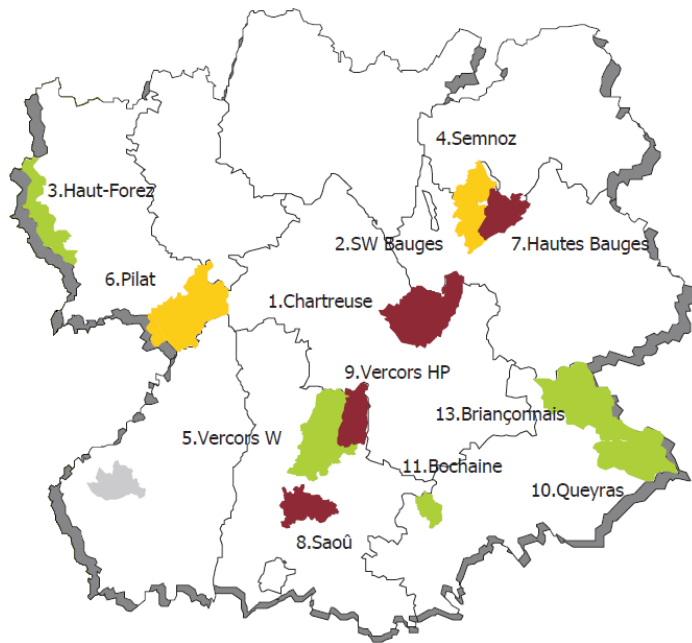 4.Semnoz
3.Haut-Forez
2.SW Bauges
7.Hautes Bauges
6.Pilat
1.Chartreuse
9.Vercors HP
13.Briançonnais
5.Vercors W
11.Bochaine
10.Queyras
8.Saoû